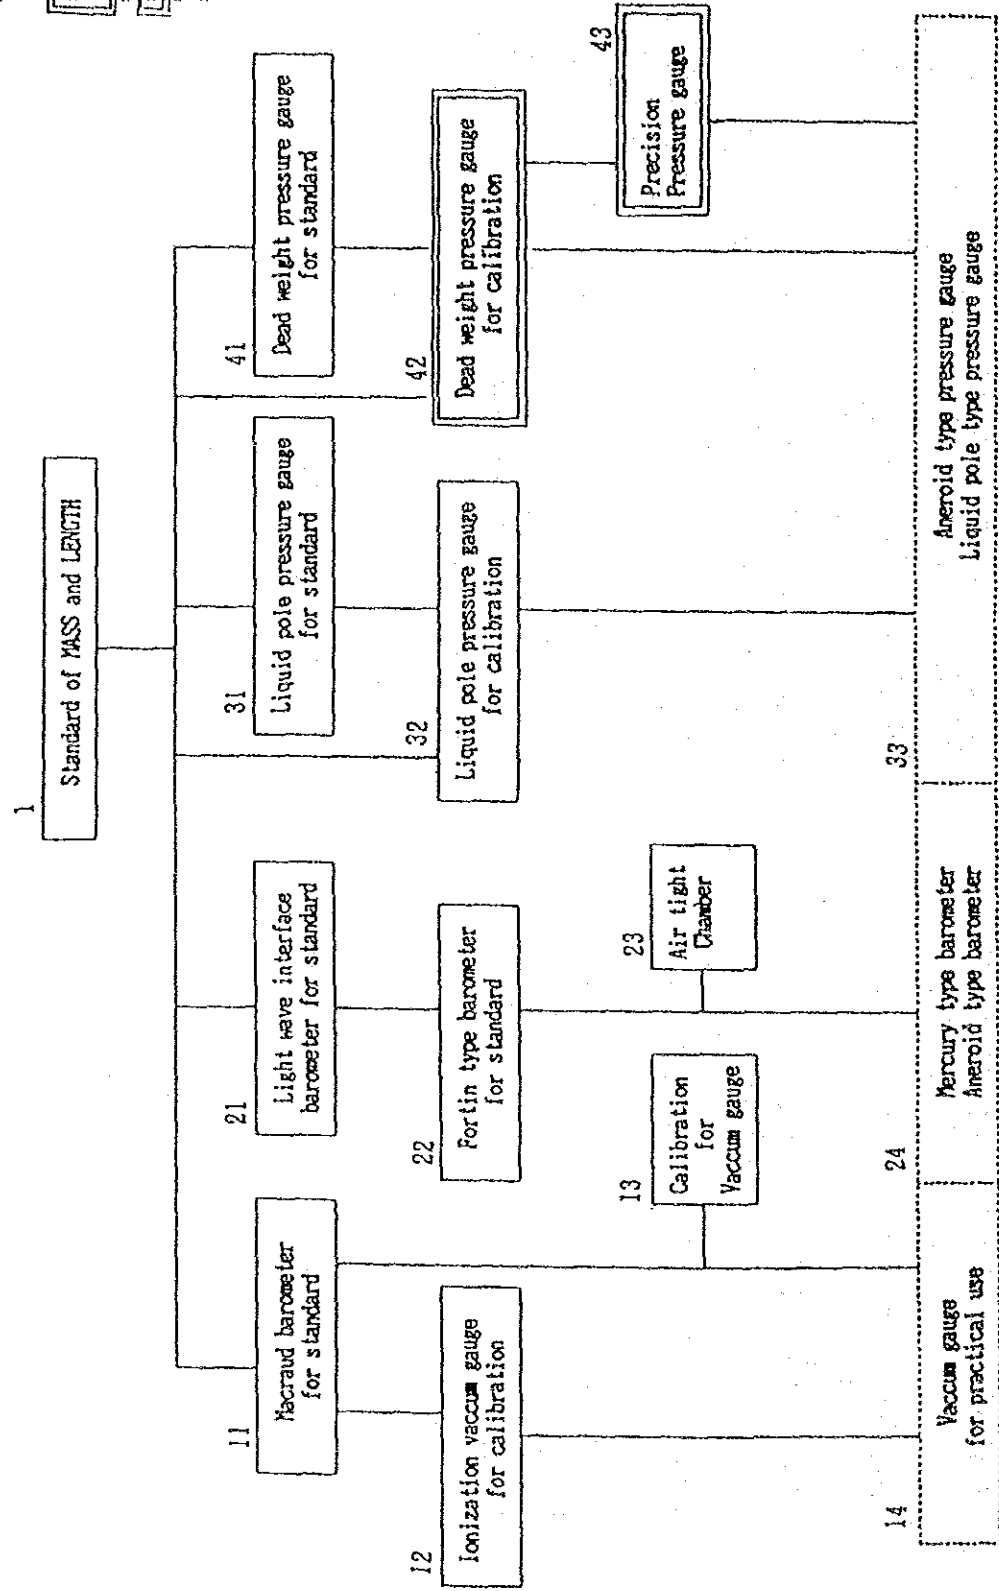 1
Standard of MASS and LENGTH
11
Macraud barometer
for standard
21
Light wave interface
barometer for standard
31
Liquid pole pressure gauge
for standard
41
Dead weight pressure gauge
for standard
12
Ionization vaccum gauge
for calibration
22
Fortin type barometer
for standard
32
Liquid pole pressure gauge
for calibration
42
Dead weight pressure gauge
for calibration
13
Calibration
for
Vaccum gauge
23
Air tight
Chamber
43
Precision
Pressure gauge
14
Vaccum gauge
for practical use
24
Mercury type barometer
Aneroid type barometer
33
Aneroid type pressure gauge
Liquid pole type pressure gauge